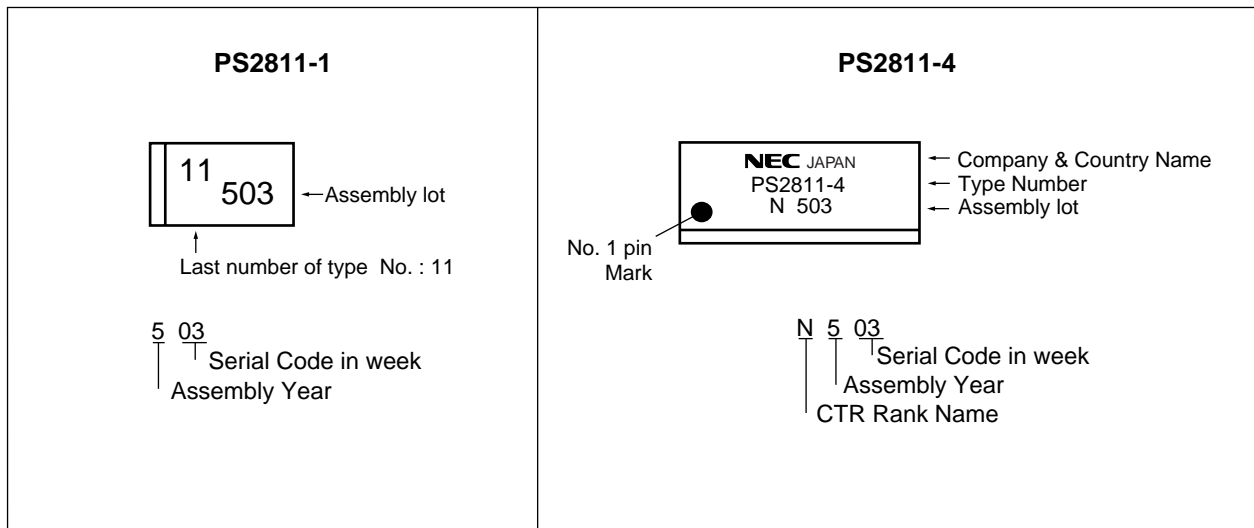 PS2811-1
11
503
Assembly lot
Last number of type No. : 11
5 03
Serial Code in week
Assembly Year
PS2811-4
NEC JAPAN
PS2811-4
N 503
Company & Country Name
Type Number
Assembly lot
No. 1 pin
Mark
N 5 03
Serial Code in week
Assembly Year
CTR Rank Name